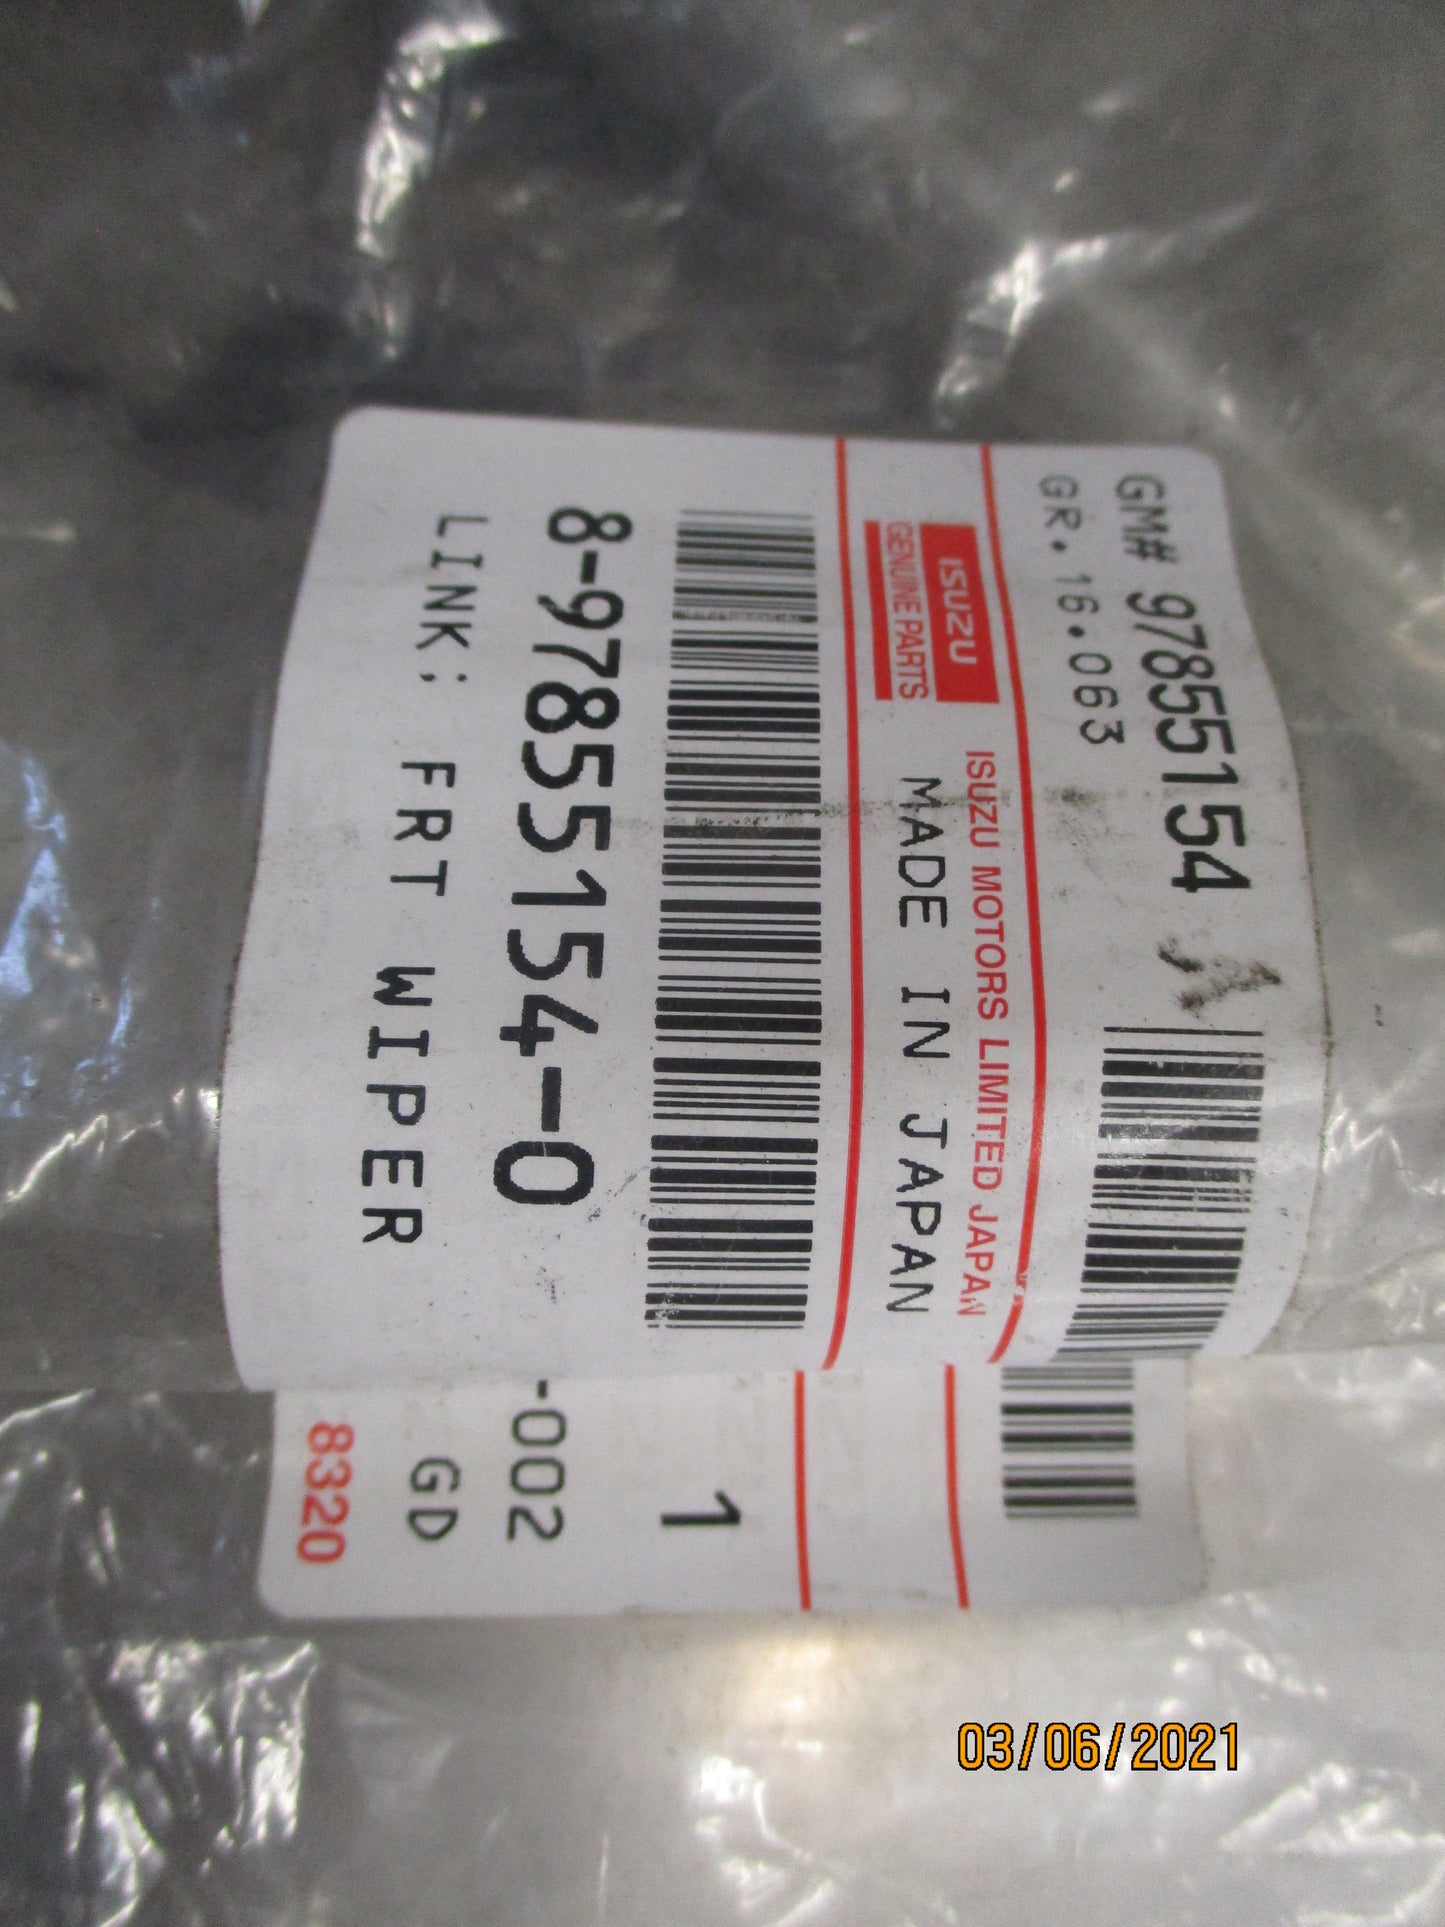 GM# 97855154
GR. 16.063
ISUZU
GENUINE PARTS
ISUZU MOTORS LIMITED JAPAN
MADE IN JAPAN
1
8-97855154-0
-002
LINK; FRT WIPER
GD
8320
03/06/2021